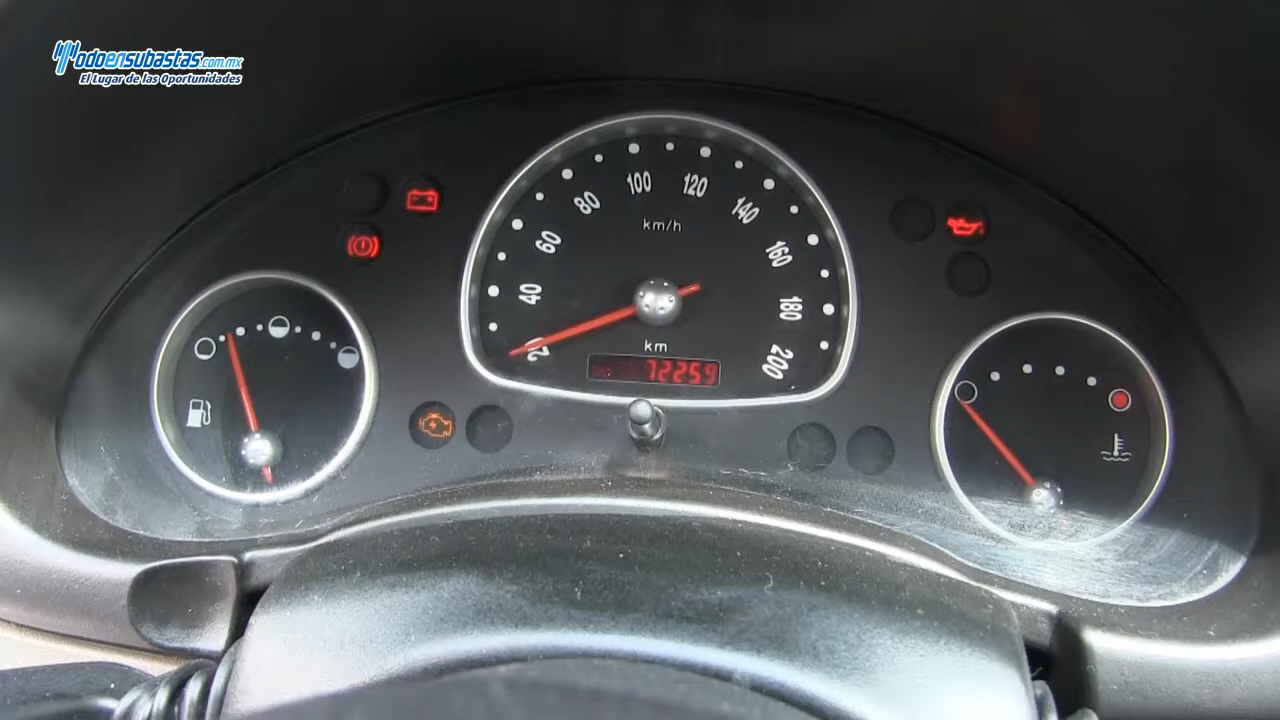 Todoensubastas.com.mx
El Lugar de las Oportunidades
100 120
80 140
km/h
60 160
40 180
km
20 200
72259